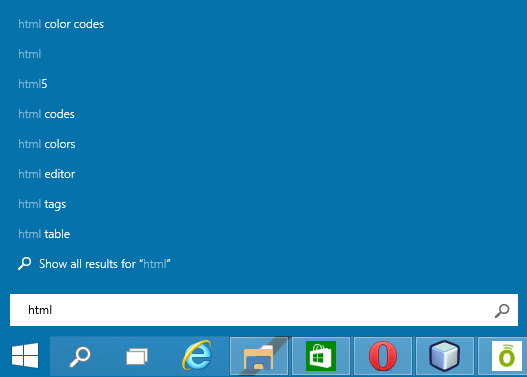 html color codes
html
html5
html codes
html colors
html editor
html tags
html table
Show all results for “html”
html